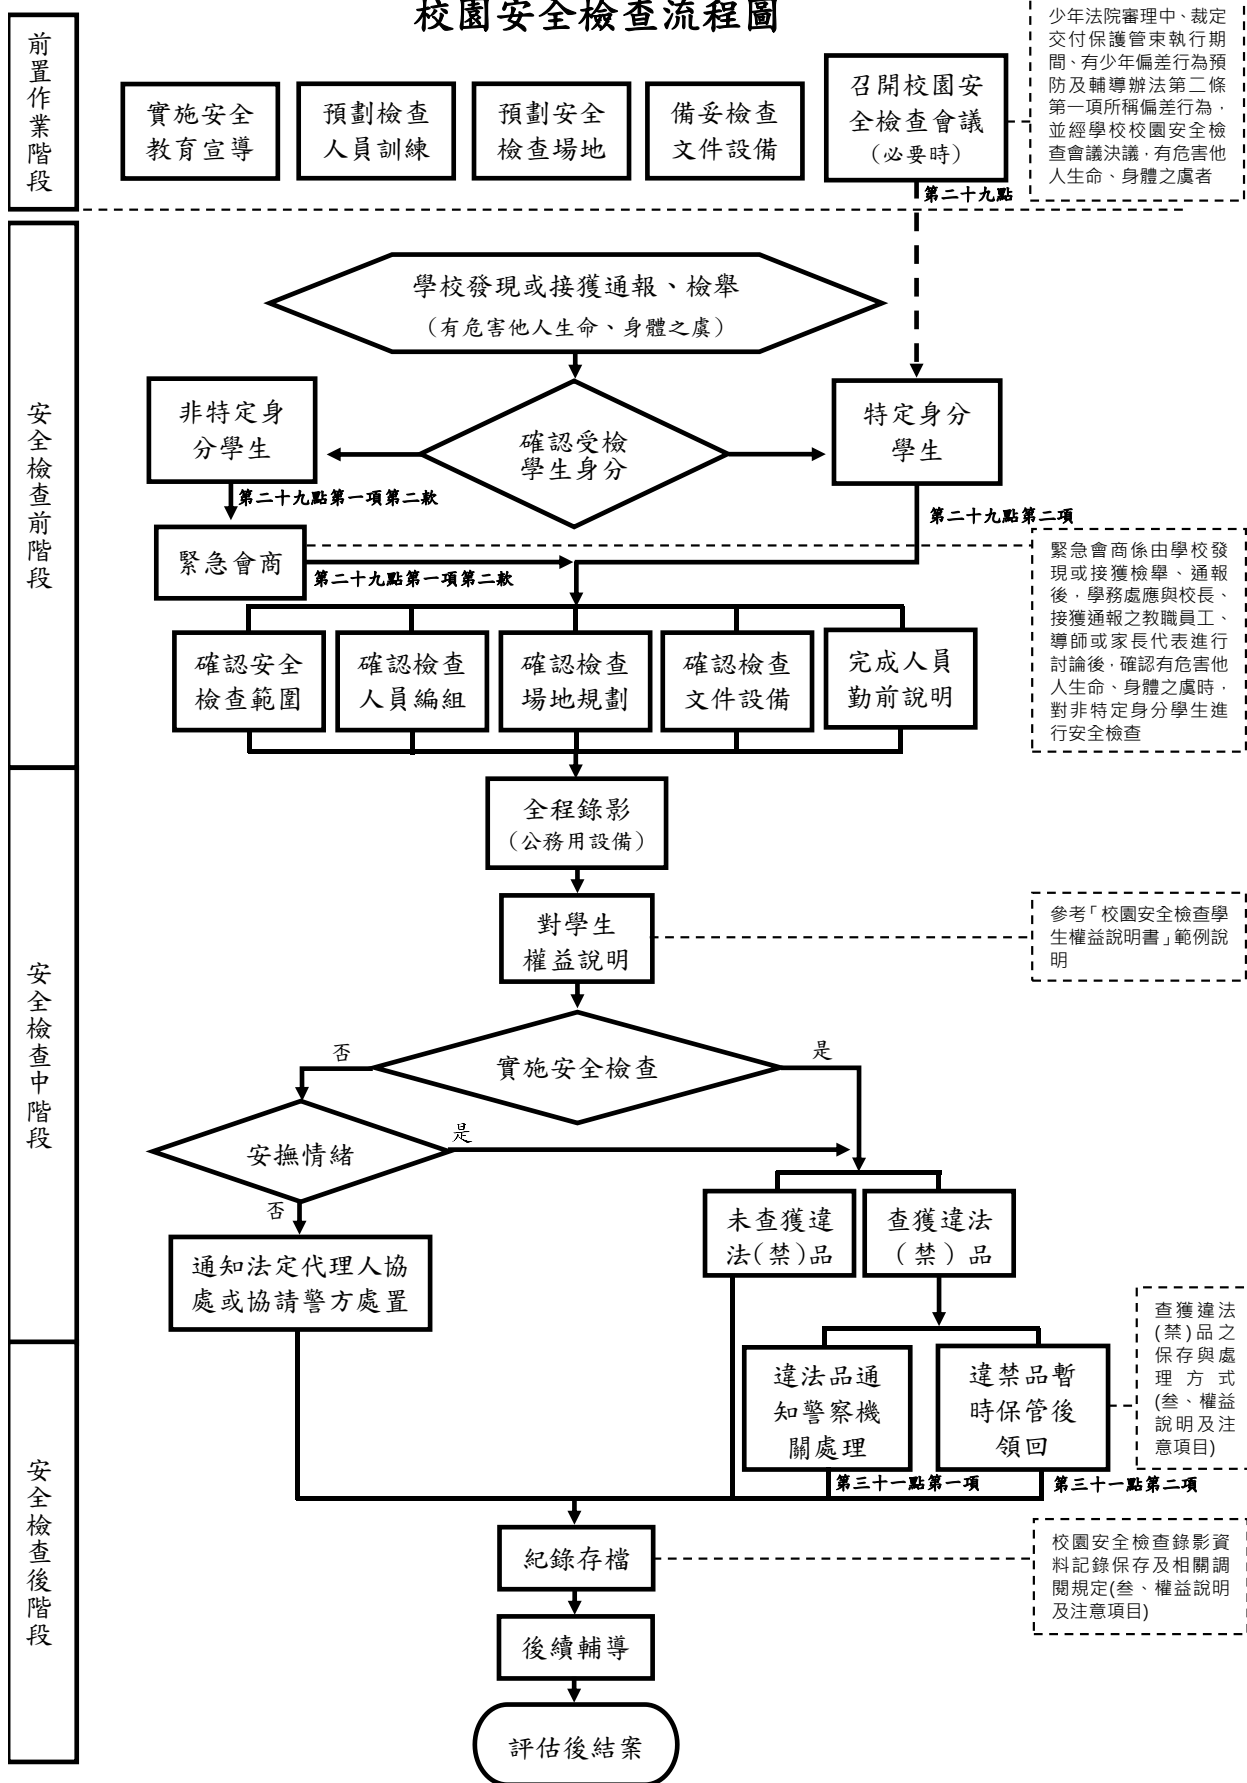 校園安全檢查流程圖
前置作業階段
實施安全
教育宣導
預劃檢查
人員訓練
預劃安全
檢查場地
備妥檢查
文件設備
召開校園安
全檢查會議
(必要時)
少年法院審理中、裁定
交付保護管束執行期
間、有少年偏差行為預
防及輔導辦法第二條
第一項所稱偏差行為，
並經學校校園安全檢
查會議決議，有危害他
人生命、身體之虞者
第二十九點
安全檢查前階段
學校發現或接獲通報、檢舉
（有危害他人生命、身體之虞）
非特定身
分學生
確認受檢
學生身分
特定身分
學生
第二十九點第一項第二款
第二十九點第二項
緊急會商
第二十九點第一項第二款
緊急會商係由學校發
現或接獲檢舉、通報
後，學務處應與校長、
接獲通報之教職員工、
導師或家長代表進行
討論後，確認有危害他
人生命、身體之虞時，
對非特定身分學生進
行安全檢查
確認安全
檢查範圍
確認檢查
人員編組
確認檢查
場地規劃
確認檢查
文件設備
完成人員
勤前說明
安全檢查中階段
全程錄影
（公務用設備）
對學生
權益說明
參考「校園安全檢查學
生權益說明書」範例說
明
實施安全檢查
否
是
安撫情緒
是
否
通知法定代理人協
處或協請警方處置
未查獲違
法(禁)品
查獲違法
（禁）品
查獲違法
(禁)品之
保存與處
理方式
(叁、權益
說明及注
意項目)
安全檢查後階段
違法品通
知警察機
關處理
違禁品暫
時保管後
領回
第三十一點第一項
第三十一點第二項
紀錄存檔
校園安全檢查錄影資
料記錄保存及相關調
閱規定(叁、權益說明
及注意項目)
後續輔導
評估後結案